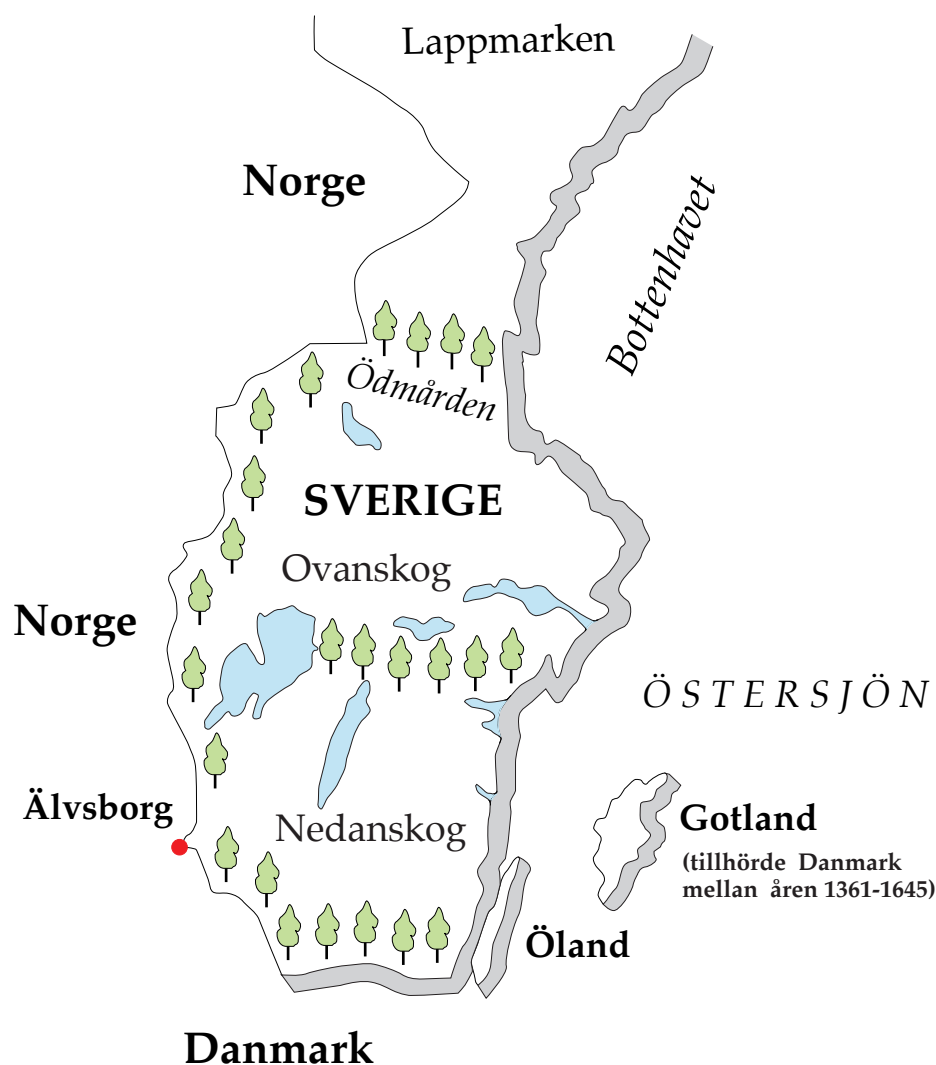 Lappmarken
Norge
Bottenhavet
Ödmården
SVERIGE
Ovanskog
Norge
ÖSTERSJÖN
Älvsborg
Nedanskog
Gotland
(tillhörde Danmark
mellan åren 1361-1645)
Öland
Danmark